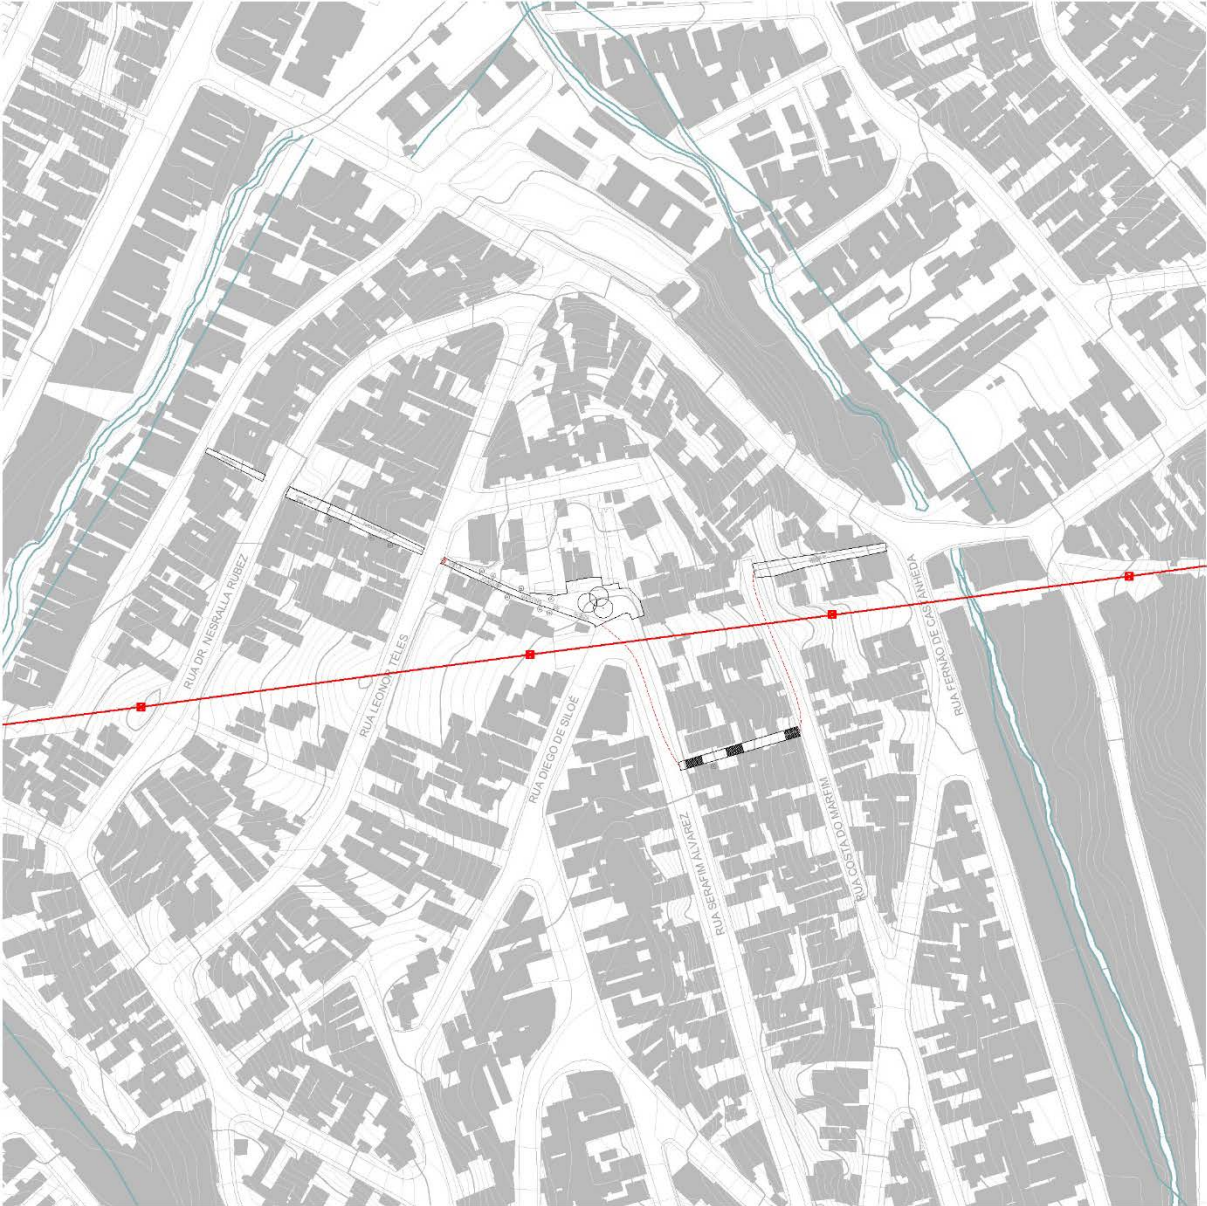 RUA DR. NESRALLA RUBEZ
RUA LEONOR TELES
RUA DIEGO DE SILOÉ
RUA SERAFIM ALVAREZ
RUA COSTA DO MARFIM
RUA FERNÃO DE CASTANHEDA